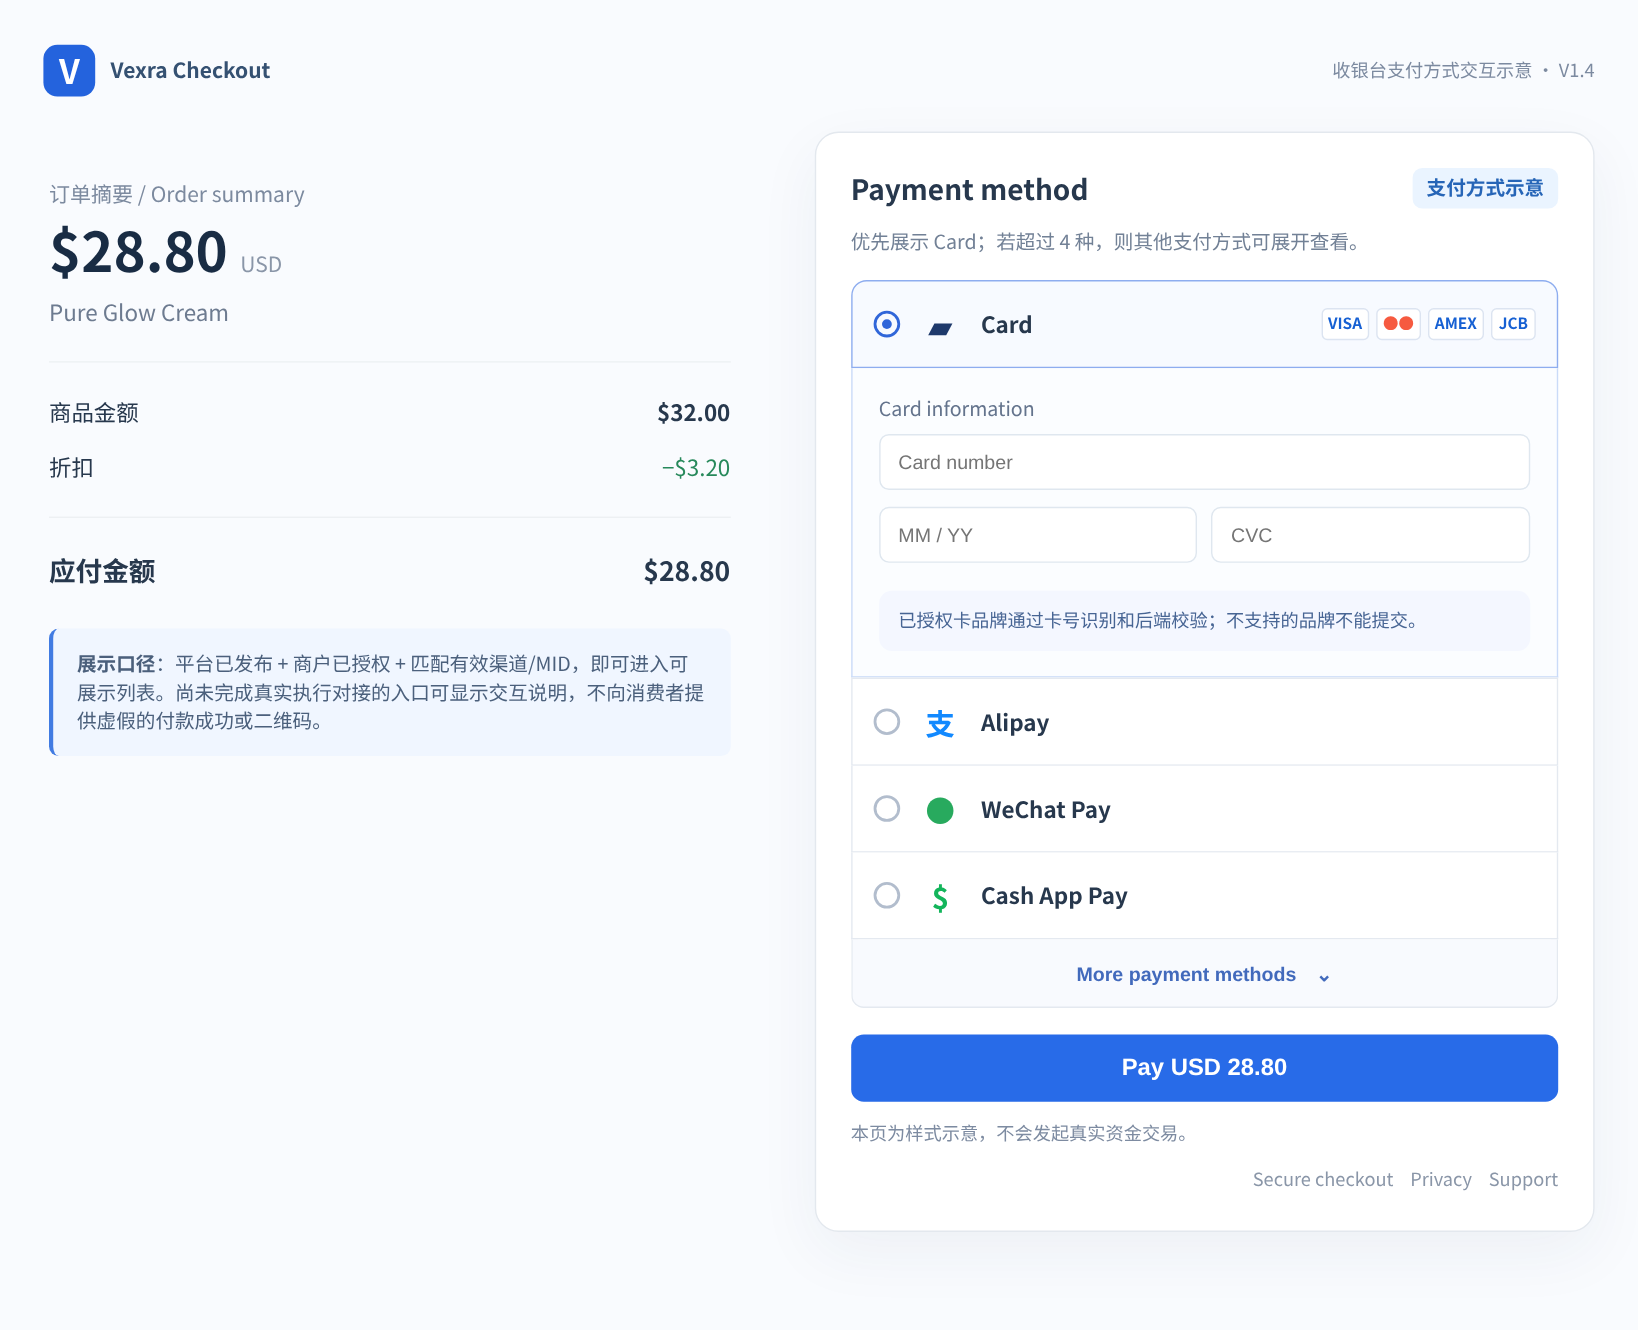 V Vexra Checkout
收银台支付方式交互示意 · V1.4
订单摘要 / Order summary
$28.80 USD
Pure Glow Cream
商品金额 $32.00
折扣 −$3.20
应付金额 $28.80
展示口径：平台已发布 + 商户已授权 + 匹配有效渠道/MID，即可进入可
展示列表。尚未完成真实执行对接的入口可显示交互说明，不向消费者提
供虚假的付款成功或二维码。
Payment method 支付方式示意
优先展示 Card；若超过 4 种，则其他支付方式可展开查看。
Card VISA AMEX JCB
Card information
Card number
MM / YY CVC
已授权卡品牌通过卡号识别和后端校验；不支持的品牌不能提交。
支 Alipay
WeChat Pay
$ Cash App Pay
More payment methods
Pay USD 28.80
本页为样式示意，不会发起真实资金交易。
Secure checkout Privacy Support